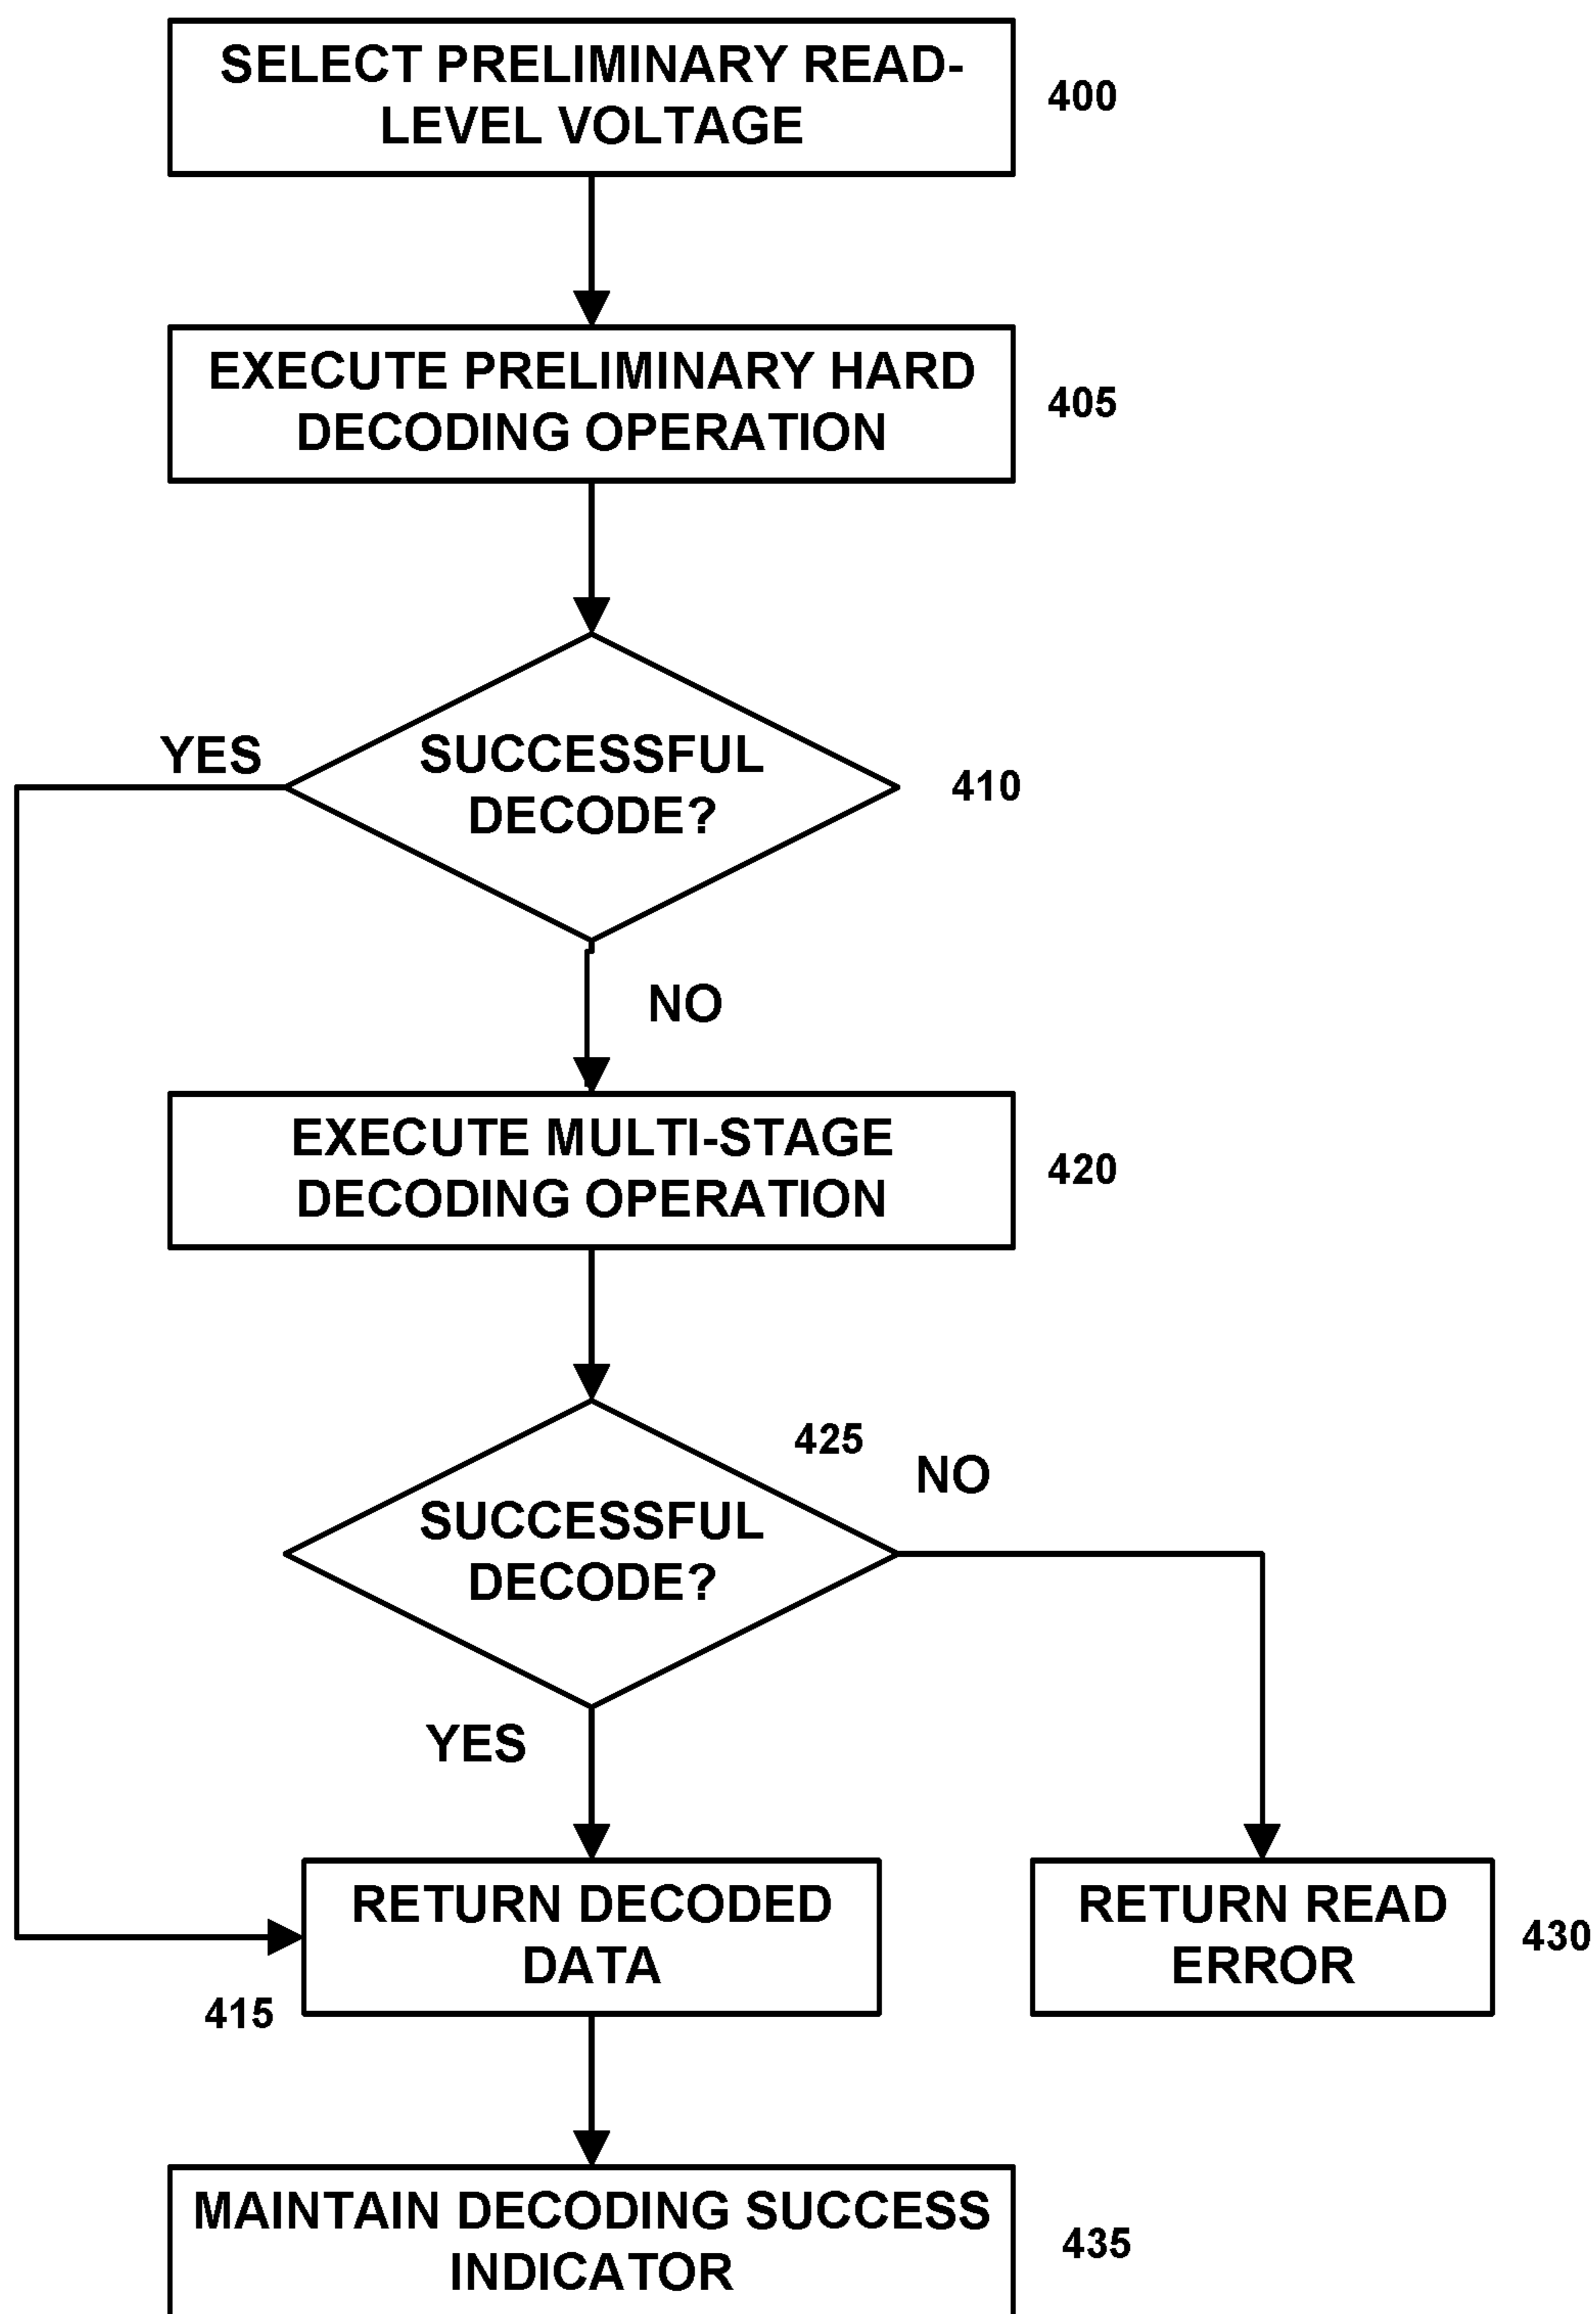 SELECT PRELIMINARY READ-
LEVEL VOLTAGE
400
EXECUTE PRELIMINARY HARD
DECODING OPERATION
405
YES
SUCCESSFUL
DECODE?
410
NO
EXECUTE MULTI-STAGE
DECODING OPERATION
420
425
NO
SUCCESSFUL
DECODE?
YES
RETURN DECODED
DATA
415
RETURN READ
ERROR
430
MAINTAIN DECODING SUCCESS
INDICATOR
435